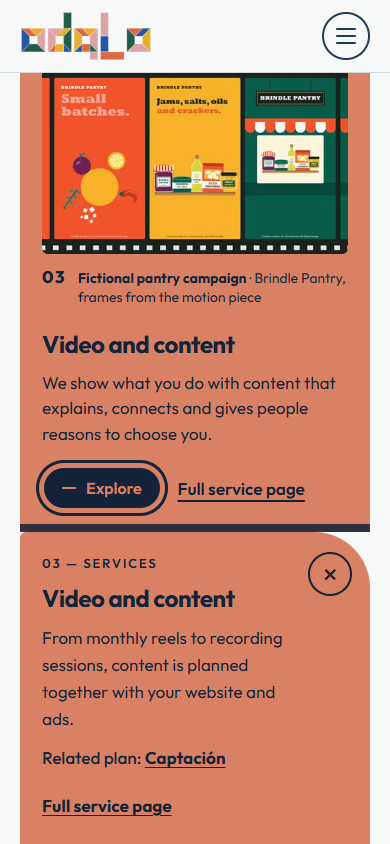 adqlo
BRINDLE PANTRY
Small
batches.
BRINDLE PANTRY
Jams, salts, oils
and crackers.
BRINDLE PANTRY
03 Fictional pantry campaign · Brindle Pantry,
frames from the motion piece
Video and content
We show what you do with content that
explains, connects and gives people
reasons to choose you.
— Explore Full service page
03 — SERVICES
Video and content
From monthly reels to recording
sessions, content is planned
together with your website and
ads.
Related plan: Captación
Full service page